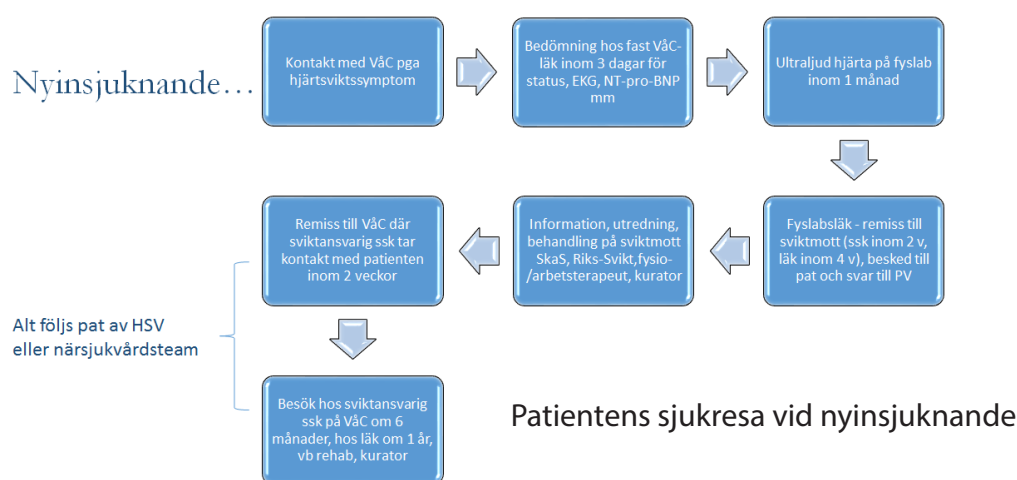 Nyinsjuknande…
Kontakt med VåC pga
hjärtsviktssymptom
Bedömning hos fast VåC-
läk inom 3 dagar för
status, EKG, NT-pro-BNP
mm
Ultraljud hjärta på fyslab
inom 1 månad
Fyslabsläk - remiss till
sviktmott (ssk inom 2 v,
läk inom 4 v), besked till
pat och svar till PV
Information, utredning,
behandling på sviktmott
SkaS, Riks-Svikt,fysio-
/arbetsterapeut, kurator
Remiss till VåC där
sviktansvarig ssk tar
kontakt med patienten
inom 2 veckor
Alt följs pat av HSV
eller närsjukvårdsteam
Besök hos sviktansvarig
ssk på VåC om 6
månader, hos läk om 1 år,
vb rehab, kurator
Patientens sjukresa vid nyinsjuknande